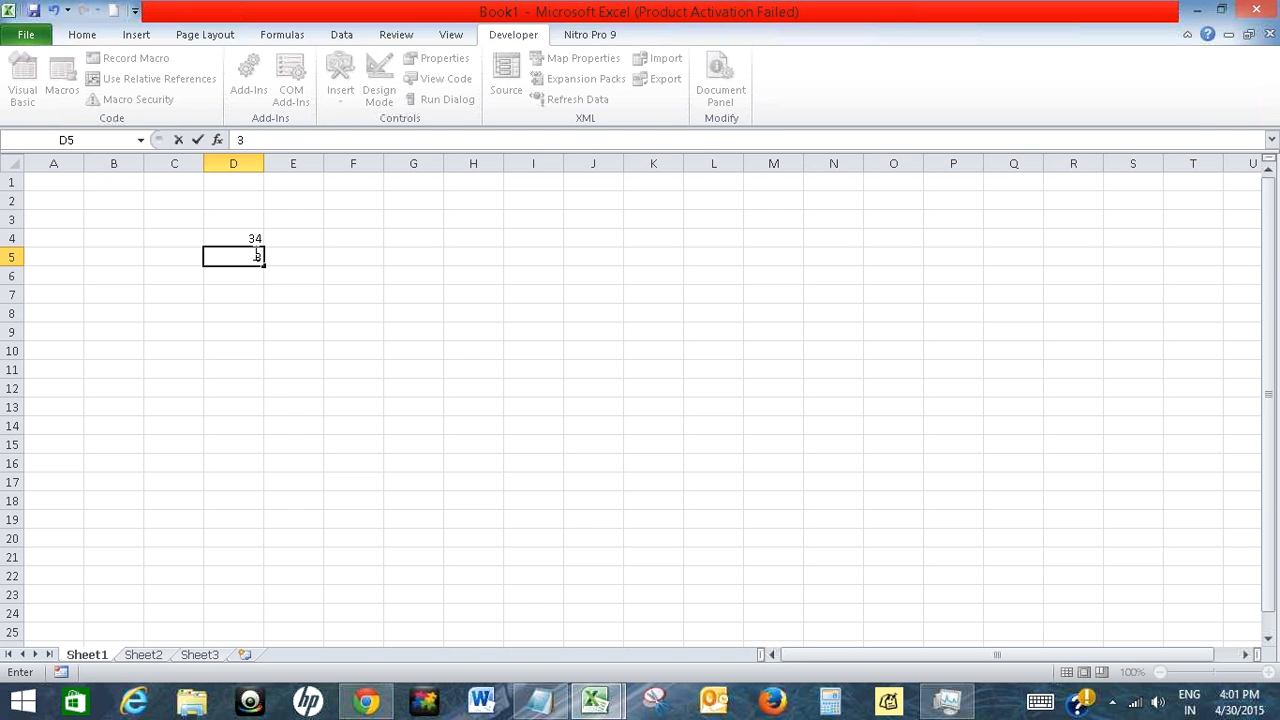 Book1 - Microsoft Excel (Product Activation Failed)
File Home Insert Page Layout Formulas Data Review View Developer Nitro Pro 9
Visual Basic
Macros
Record Macro
Use Relative References
Macro Security
Code
Add-Ins
COM Add-Ins
Add-Ins
Insert
Design Mode
Properties
View Code
Run Dialog
Controls
Source
Map Properties
Expansion Packs
Refresh Data
Import
Export
XML
Document Panel
Modify
D5 fx 3
A B C D E F G H I J K L M N O P Q R S T U
1
2
3
4 34
5 3
6
7
8
9
10
11
12
13
14
15
16
17
18
19
20
21
22
23
24
25
Sheet1 Sheet2 Sheet3
Enter 100%
ENG 4:01 PM
IN 4/30/2015